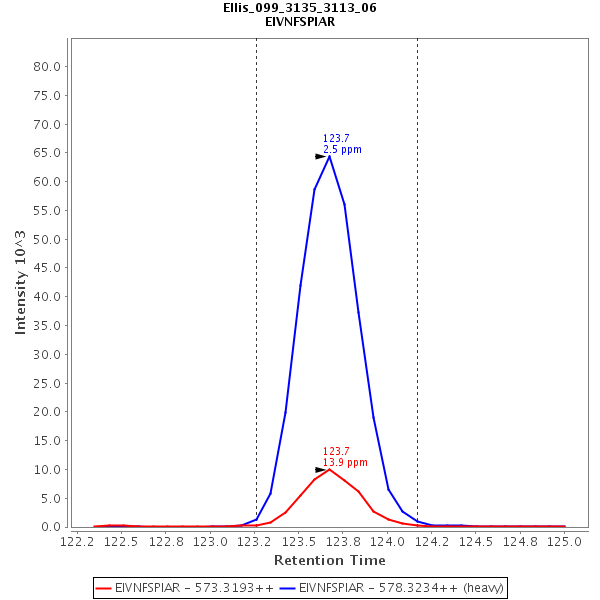 Ellis_099_3135_3113_06
EIVNFSPIAR
80.0
75.0
70.0
65.0
60.0
55.0
50.0
45.0
40.0
35.0
30.0
25.0
20.0
15.0
10.0
5.0
0.0
Intensity 10^3
123.7
2.5 ppm
123.7
13.9 ppm
122.2 122.5 122.8 123.0 123.2 123.5 123.8 124.0 124.2 124.5 124.8 125.0
Retention Time
EIVNFSPIAR - 573.3193++ EIVNFSPIAR - 578.3234++ (heavy)